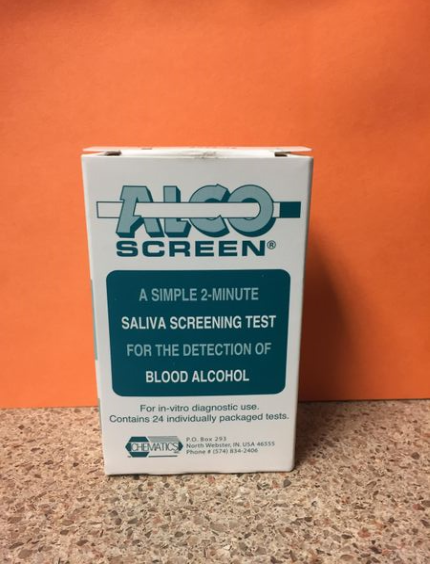 ALCO
SCREEN®
A SIMPLE 2-MINUTE
SALIVA SCREENING TEST
FOR THE DETECTION OF
BLOOD ALCOHOL
For in-vitro diagnostic use.
Contains 24 individually packaged tests.
CHEMATICS
P.O. Box 293
North Webster, IN. USA 46555
Phone # (574) 834-2406